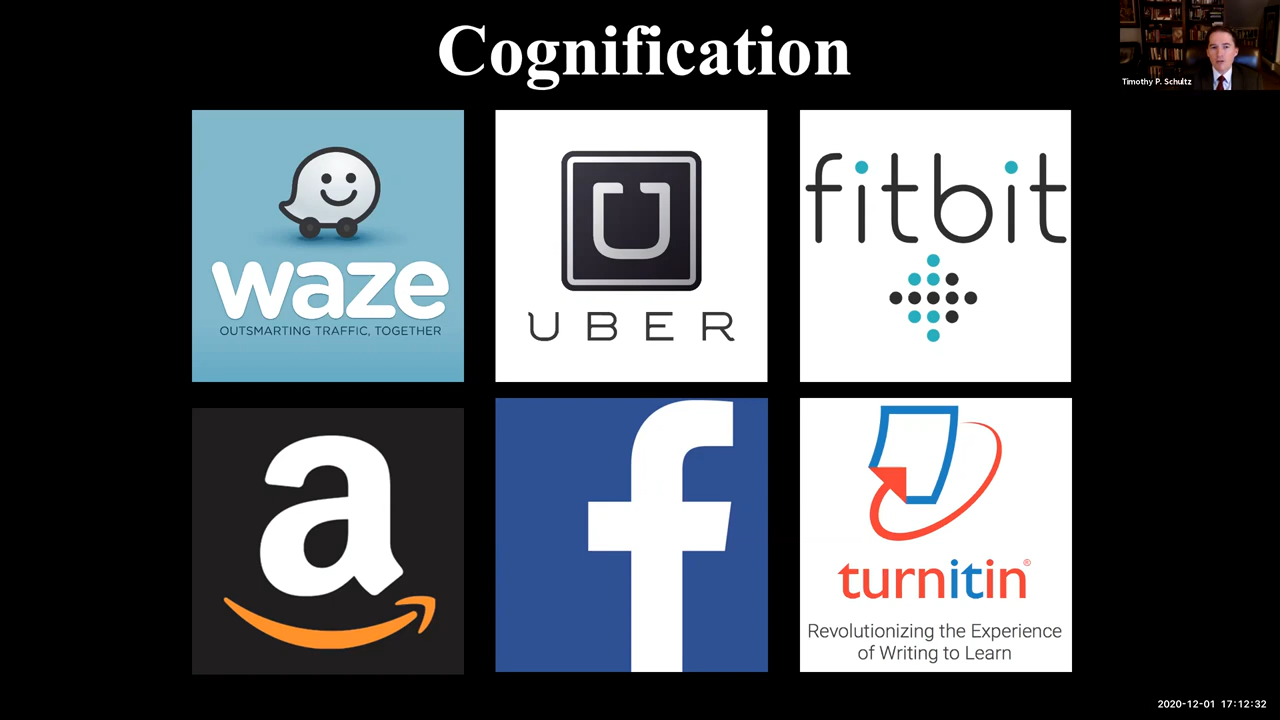 Cognification
Timothy P. Schultz
waze
OUTSMARTING TRAFFIC, TOGETHER
U
UBER
fitbit
a
f
turnitin®
Revolutionizing the Experience
of Writing to Learn
2020-12-01 17:12:32